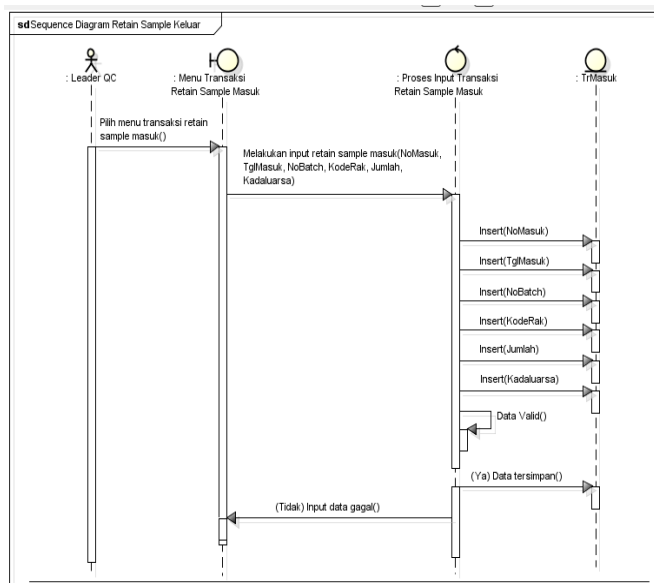 sd Sequence Diagram Retain Sample Keluar
: Leader QC
: Menu Transaksi
Retain Sample Masuk
: Proses Input Transaksi
Retain Sample Masuk
: TrMasuk
Pilih menu transaksi retain
sample masuk()
Melakukan input retain sample masuk(NoMasuk,
TglMasuk, NoBatch, KodeRak, Jumlah,
Kadaluarsa)
Insert(NoMasuk)
Insert(TglMasuk)
Insert(NoBatch)
Insert(KodeRak)
Insert(Jumlah)
Insert(Kadaluarsa)
Data Valid()
(Ya) Data tersimpan()
(Tidak) Input data gagal()